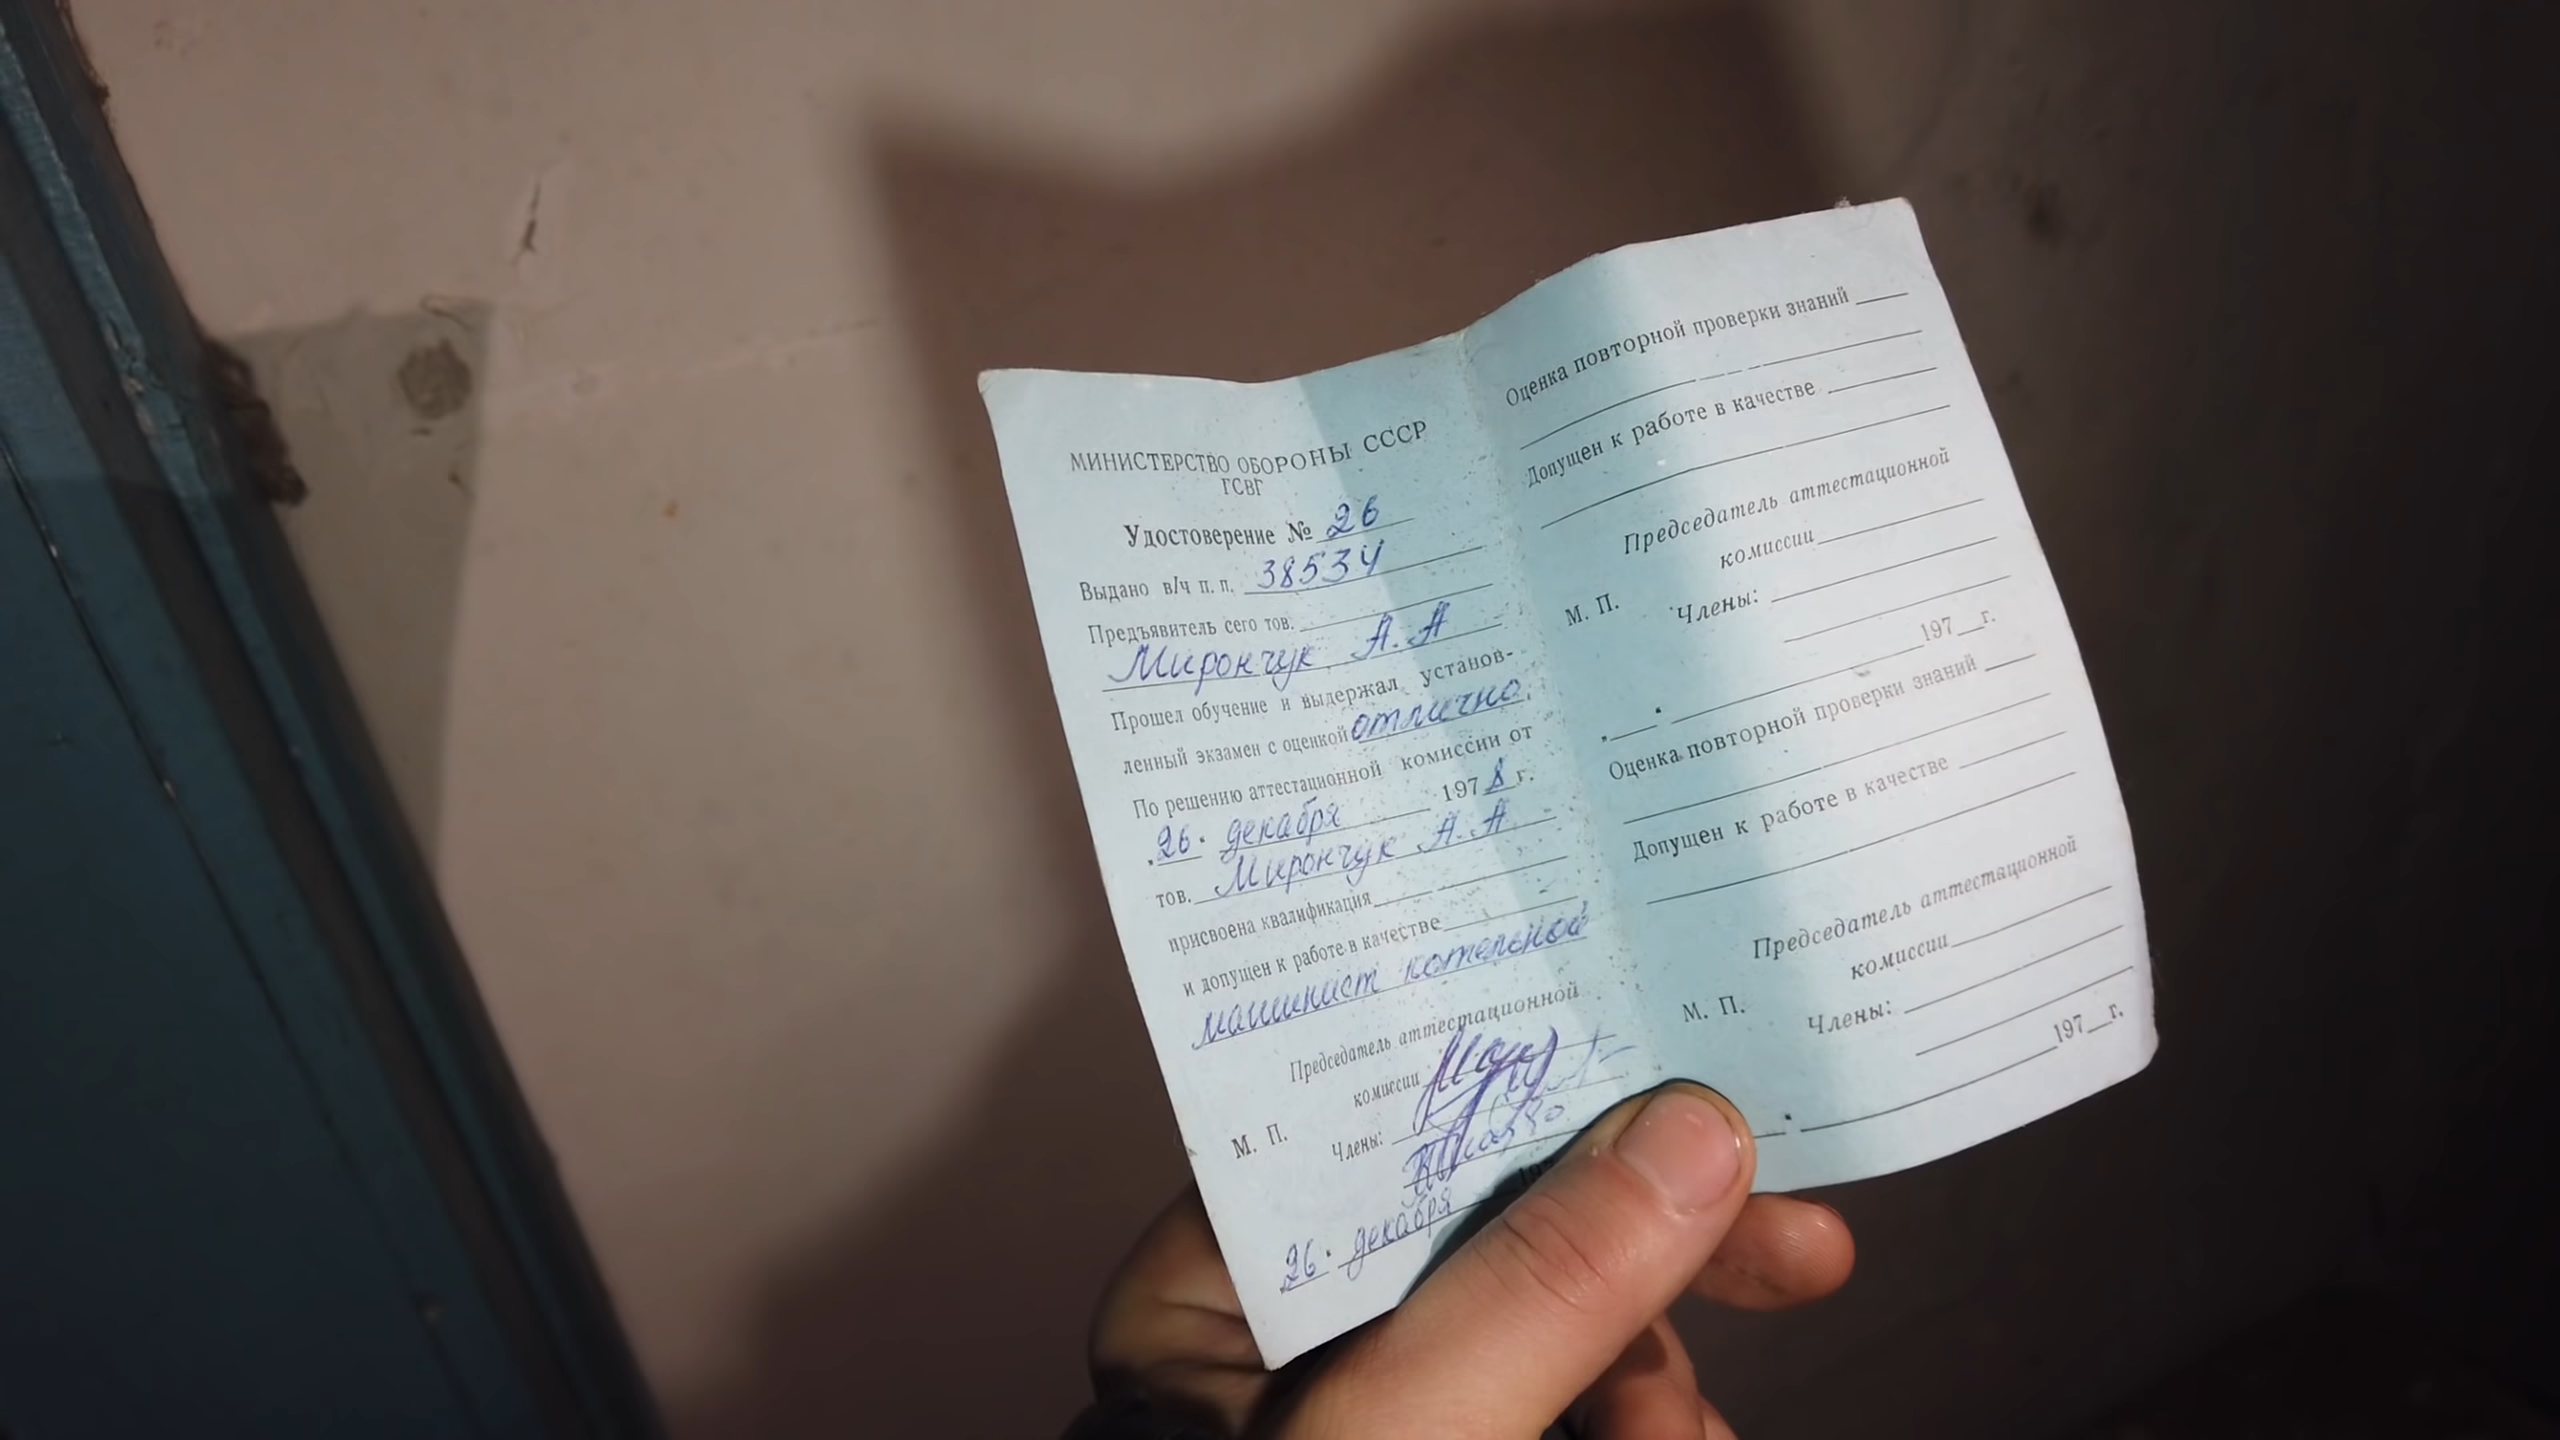 МИНИСТЕРСТВО ОБОРОНЫ СССР
ГСВГ
Удостоверение № 26
Выдано в/ч п. п. 38534
Предъявитель сего тов.
Мирончук А. А
Прошел обучение и выдержал установ-
ленный экзамен с оценкой отлично
По решению аттестационной комиссии от
26. декабря 1978 г.
тов. Мирончук А. А
присвоена квалификация
и допущен к работе в качестве
машинист котельной
Председатель аттестационной
комиссии
М. П. Члены:
26. декабря 197
Оценка повторной проверки знаний
Допущен к работе в качестве
Председатель аттестационной
комиссии
М. П. Члены:
197 г.
Оценка повторной проверки знаний
Допущен к работе в качестве
Председатель аттестационной
комиссии
М. П. Члены:
197 г.